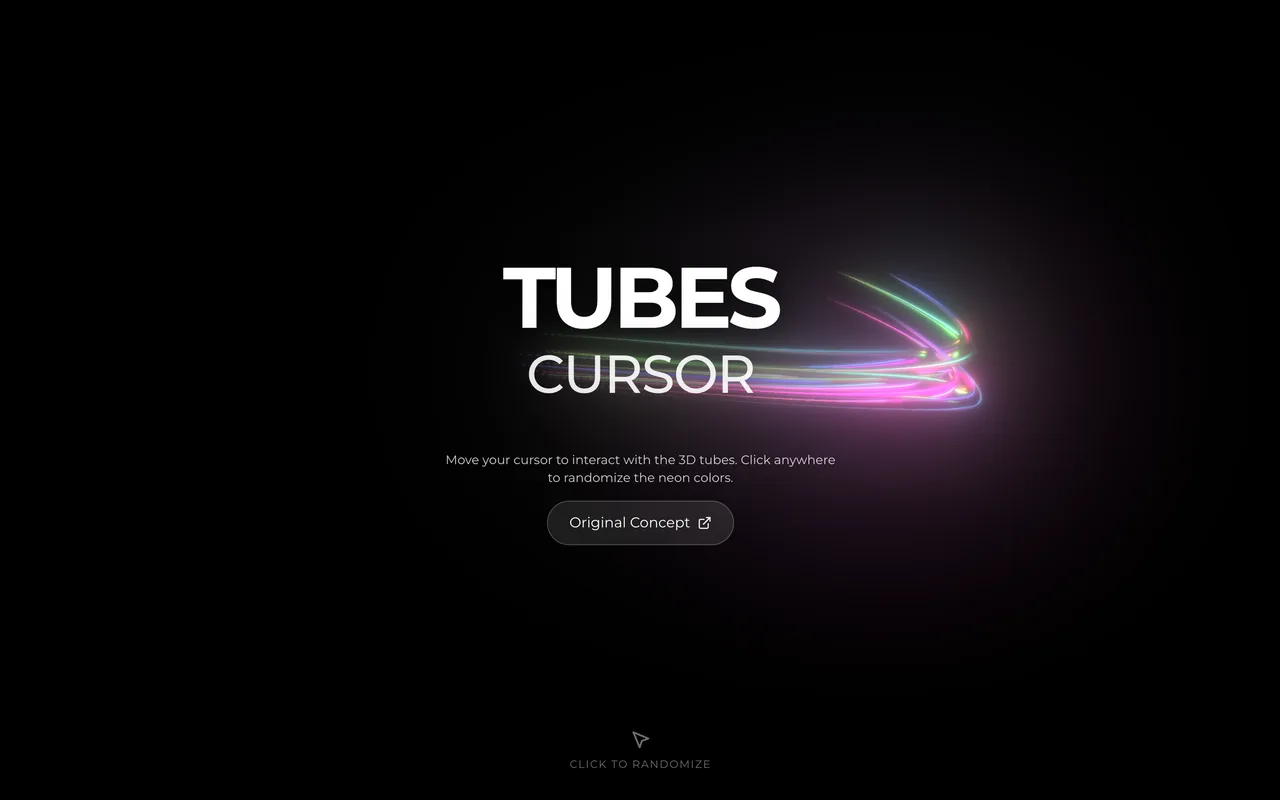 TUBES
CURSOR
Move your cursor to interact with the 3D tubes. Click anywhere
to randomize the neon colors.
Original Concept
CLICK TO RANDOMIZE